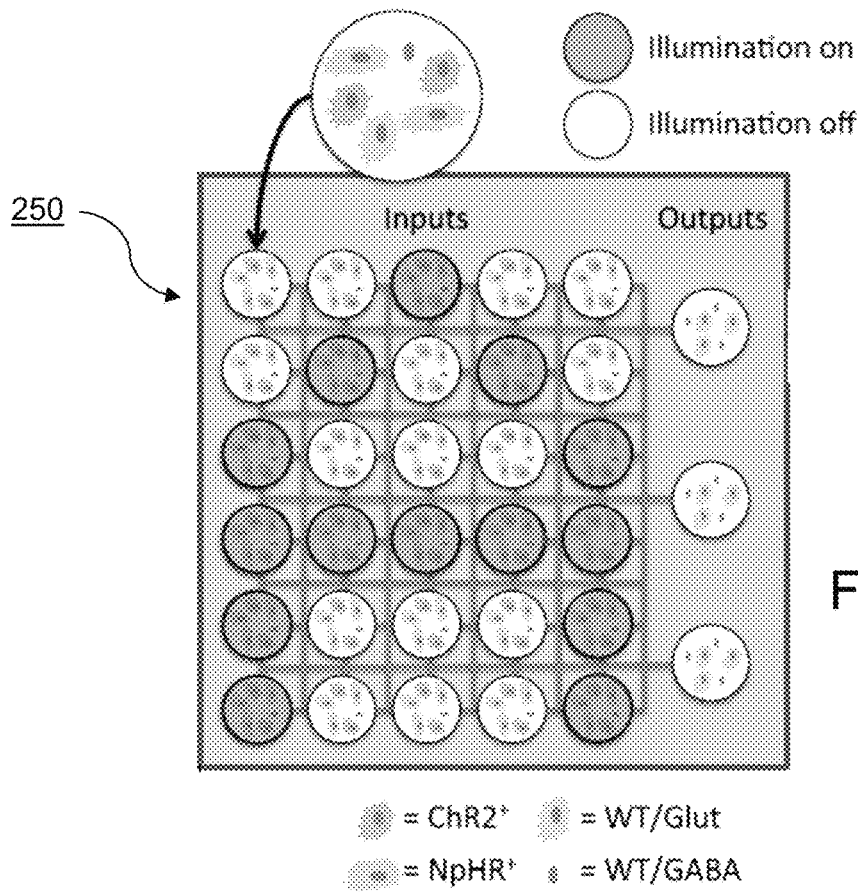 Illumination on
Illumination off
250
Inputs
Outputs
F
= ChR2⁺
= WT/Glut
= NpHR⁺
= WT/GABA